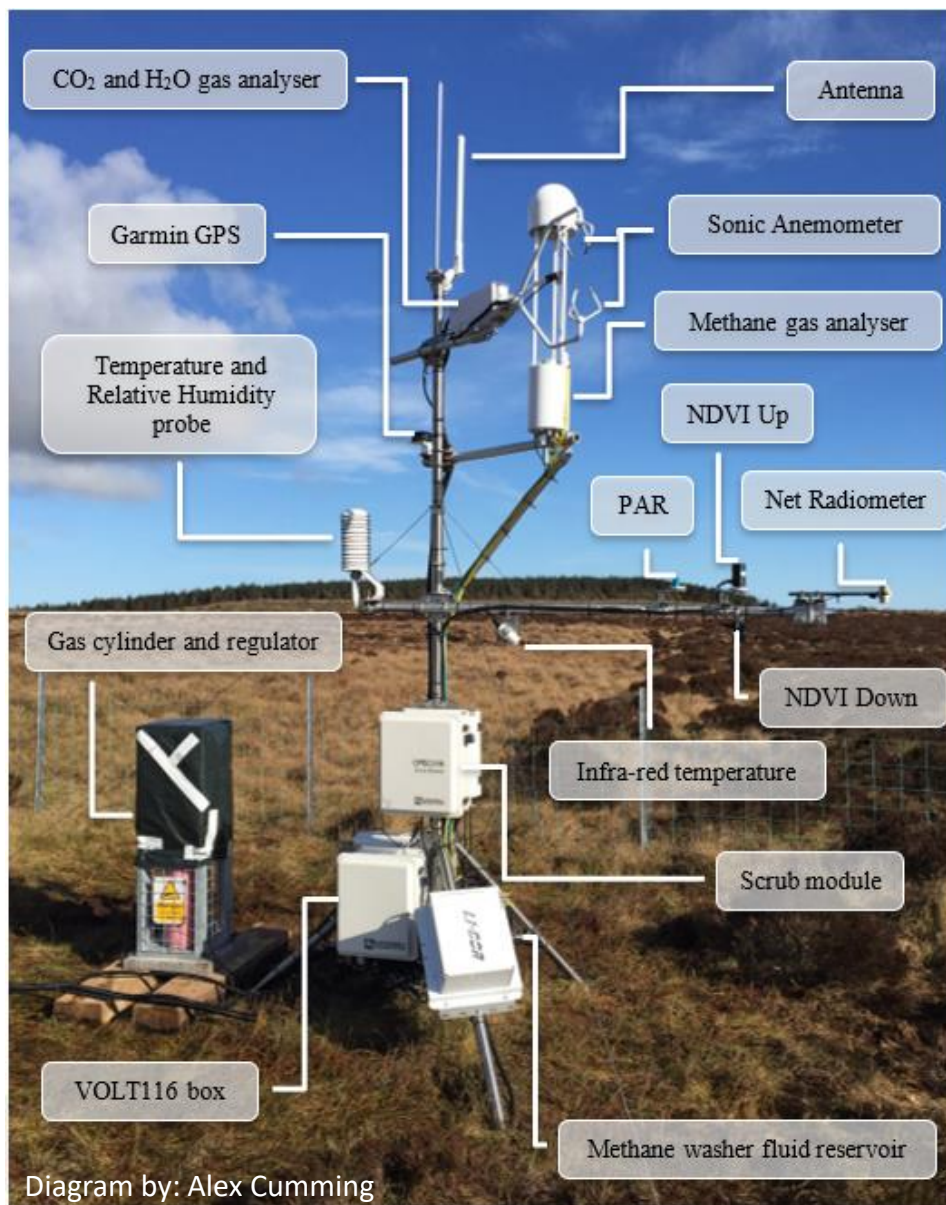 CO₂ and H₂O gas analyser
Antenna
Garmin GPS
Sonic Anemometer
Methane gas analyser
Temperature and
Relative Humidity
probe
NDVI Up
PAR
Net Radiometer
Gas cylinder and regulator
NDVI Down
Infra-red temperature
Scrub module
LI-COR
VOLT116 box
Methane washer fluid reservoir
Diagram by: Alex Cumming